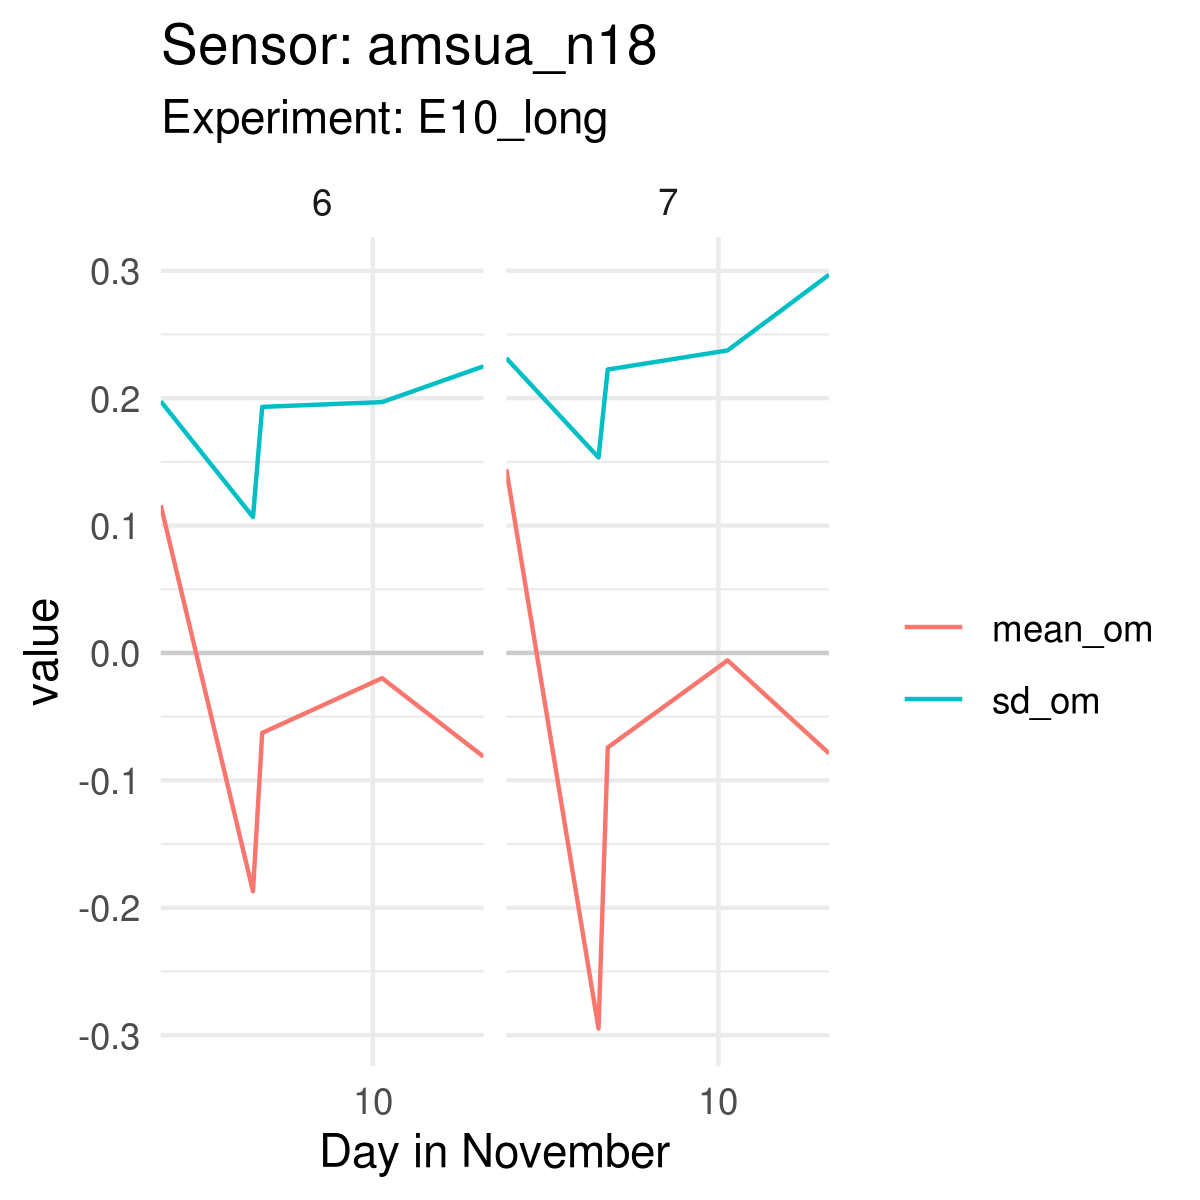 Sensor: amsua_n18
Experiment: E10_long
6
7
0.3
0.2
0.1
0.0
-0.1
-0.2
-0.3
value
10
10
Day in November
mean_om
sd_om